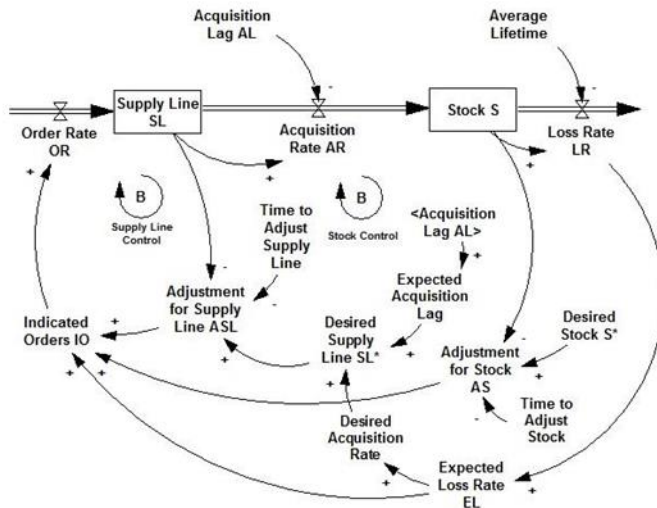 Acquisition
Lag AL
Average
Lifetime
-
-
Supply Line
SL
Stock S
Order Rate
OR
Acquisition
Rate AR
Loss Rate
LR
+
+
+
B
Supply Line
Control
B
Stock Control
Time to
Adjust Supply
Line
<Acquisition
Lag AL>
+
-
-
Adjustment
for Supply
Line ASL
Expected
Acquisition
Lag
Indicated
Orders IO
+
+
+
+
Desired
Supply
Line SL*
+
+
-
Adjustment
for Stock
AS
+
Desired
Stock S*
-
Time to
Adjust
Stock
Desired
Acquisition
Rate
+
Expected
Loss Rate
EL
+